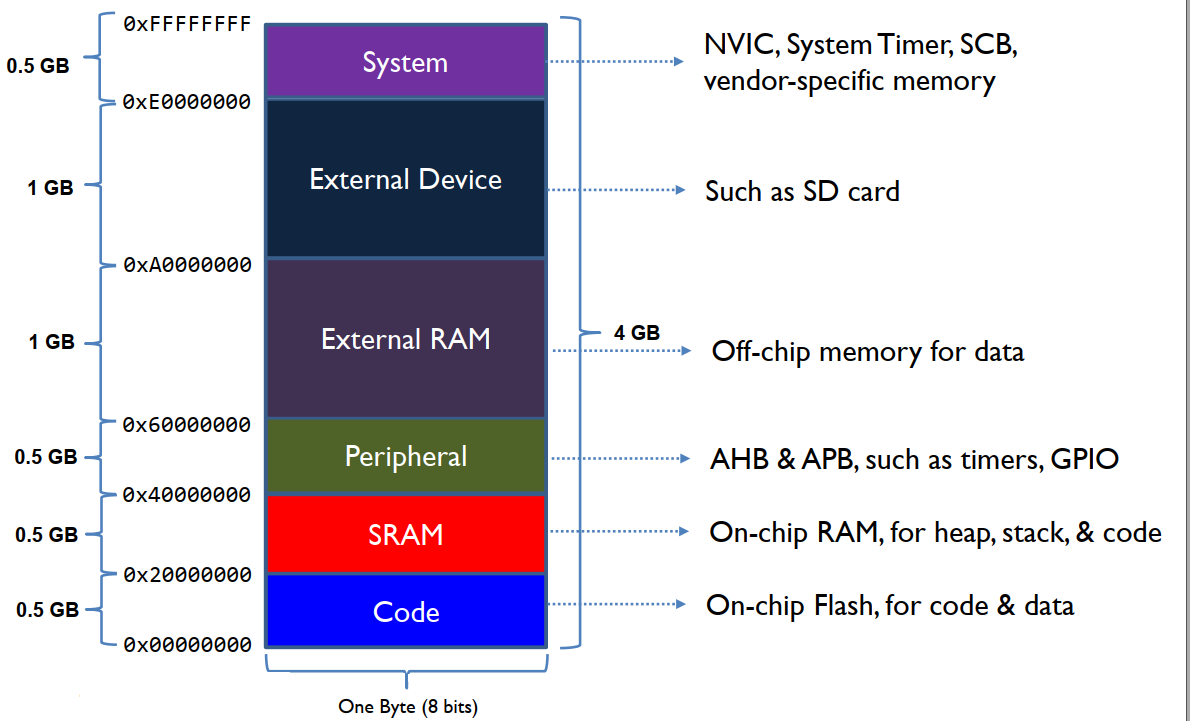 0xFFFFFFFF
0.5 GB
System
NVIC, System Timer, SCB,
vendor-specific memory
0xE0000000
1 GB
External Device
Such as SD card
0xA0000000
1 GB
External RAM
4 GB
Off-chip memory for data
0x60000000
0.5 GB
Peripheral
AHB & APB, such as timers, GPIO
0x40000000
0.5 GB
SRAM
On-chip RAM, for heap, stack, & code
0x20000000
0.5 GB
Code
On-chip Flash, for code & data
0x00000000
One Byte (8 bits)